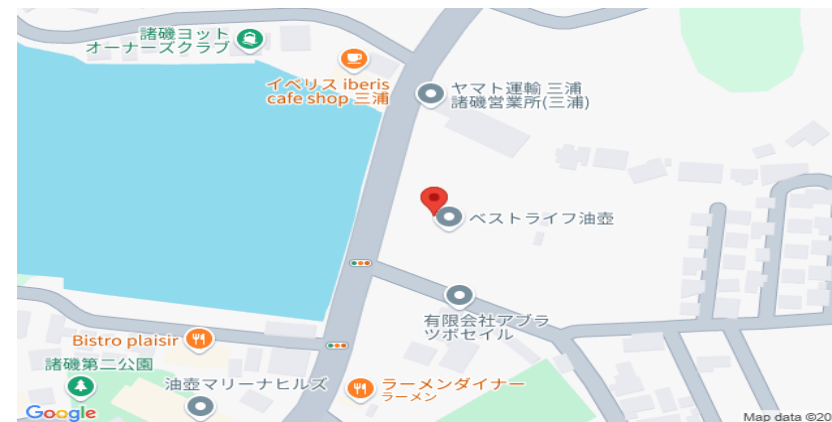 諸磯ヨット
オーナーズクラブ
イベリス iberis
cafe shop 三浦
ヤマト運輸 三浦
諸磯営業所(三浦)
ベストライフ油壺
有限会社アブラ
ツボセイル
Bistro plaisir
諸磯第二公園
油壺マリーナヒルズ
ラーメンダイナー
ラーメン
Google
Map data ©20